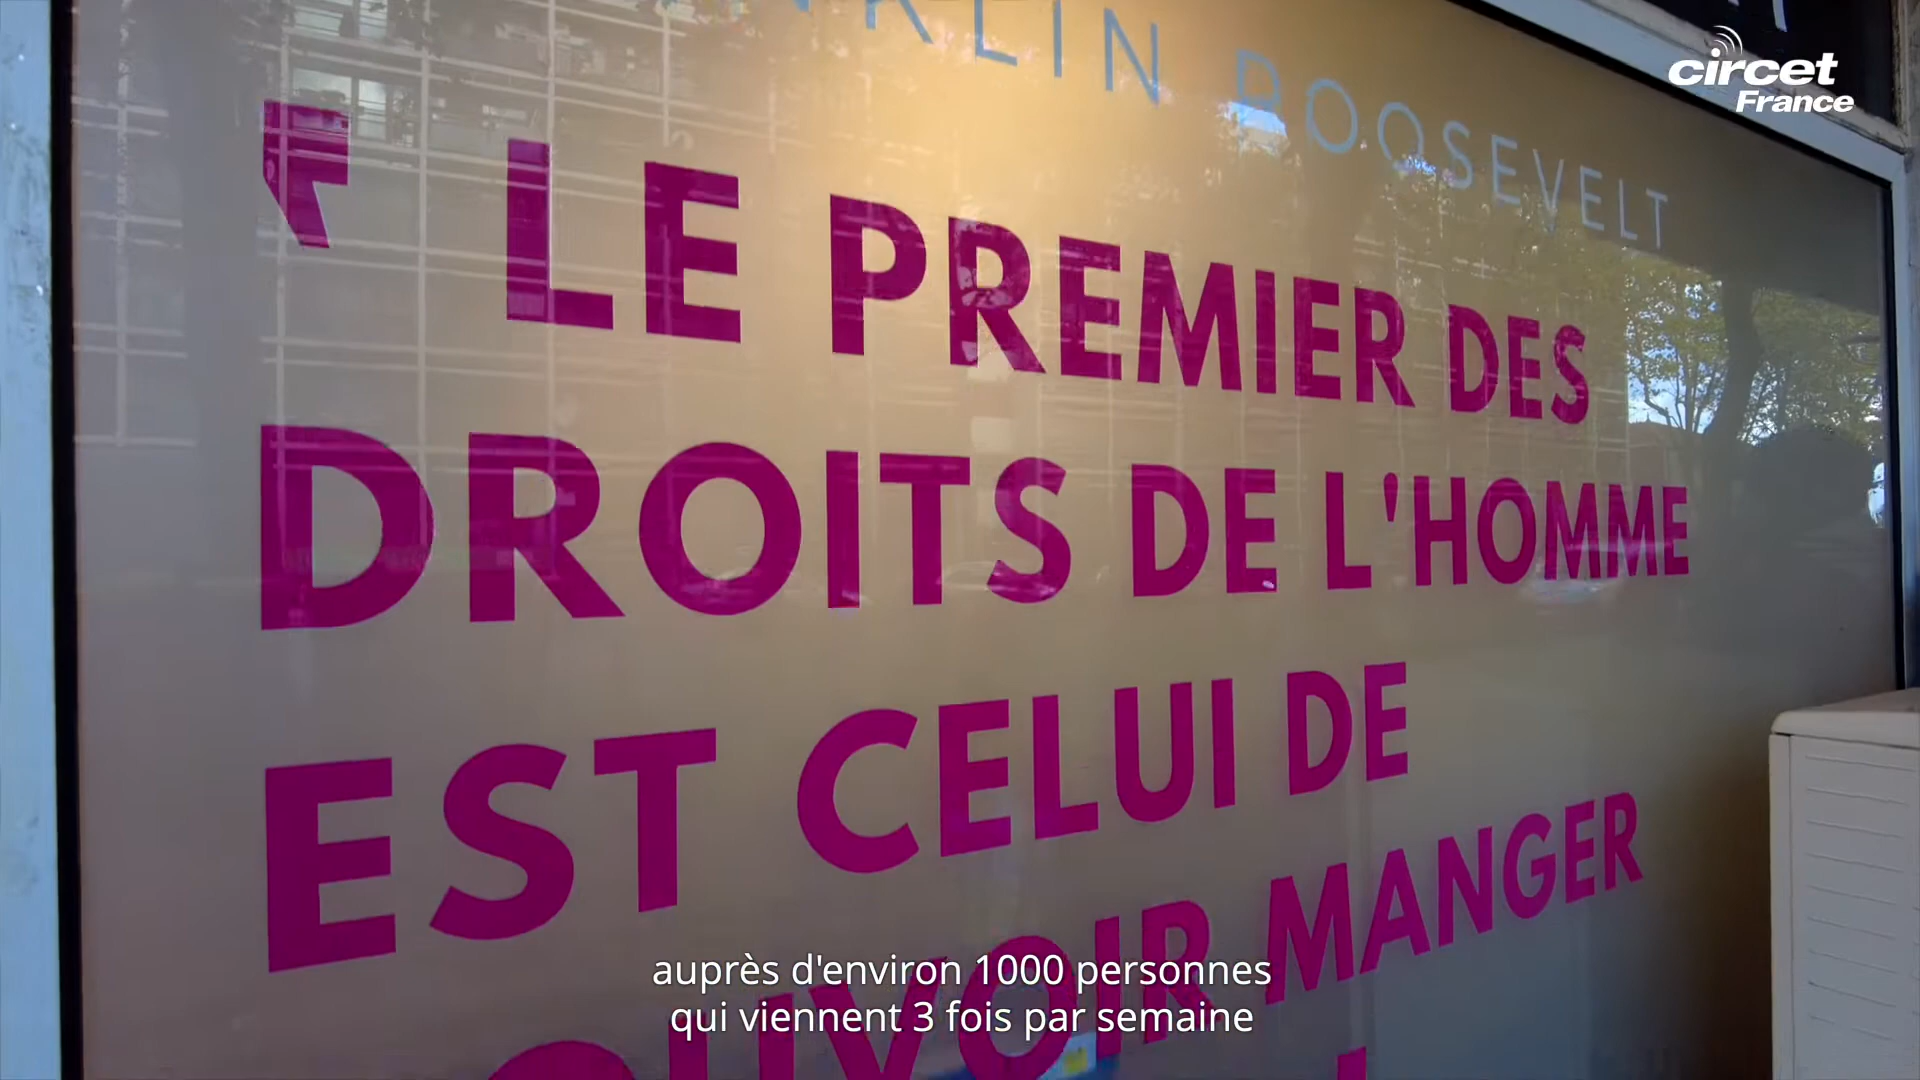 ROOSEVELT
circet
France
LE PREMIER DES
DROITS DE L'HOMME
EST CELUI DE
POUVOIR MANGER
auprès d'environ 1000 personnes
qui viennent 3 fois par semaine